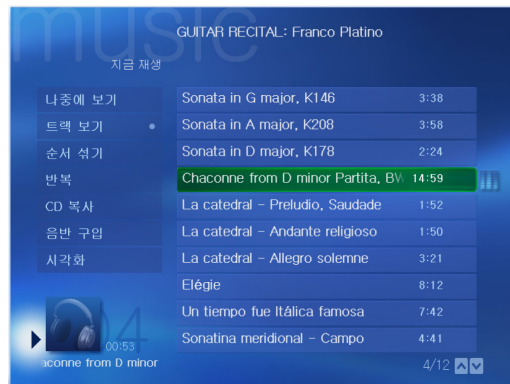 music
GUITAR RECITAL: Franco Platino
지금 재생
나중에 보기
트랙 보기
순서 섞기
반복
CD 복사
음반 구입
시각화
Sonata in G major, K146 3:38
Sonata in A major, K208 3:58
Sonata in D major, K178 2:24
Chaconne from D minor Partita, BW 14:59
La catedral - Preludio, Saudade 1:52
La catedral - Andante religioso 1:50
La catedral - Allegro solemne 3:21
Elégie 8:12
Un tiempo fue Itálica famosa 7:42
Sonatina meridional - Campo 4:41
04
00:53
aconne from D minor
4/12